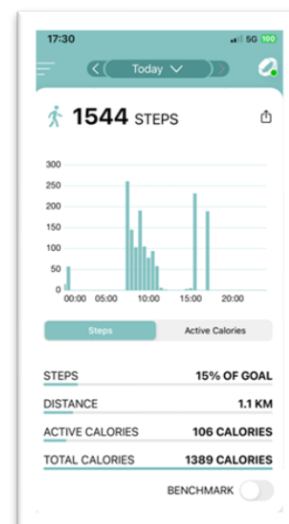 17:30 5G 100
Today
1544 STEPS
300
250
200
150
100
50
0
00:00 05:00 10:00 15:00 20:00
Steps Active Calories
STEPS 15% OF GOAL
DISTANCE 1.1 KM
ACTIVE CALORIES 106 CALORIES
TOTAL CALORIES 1389 CALORIES
BENCHMARK